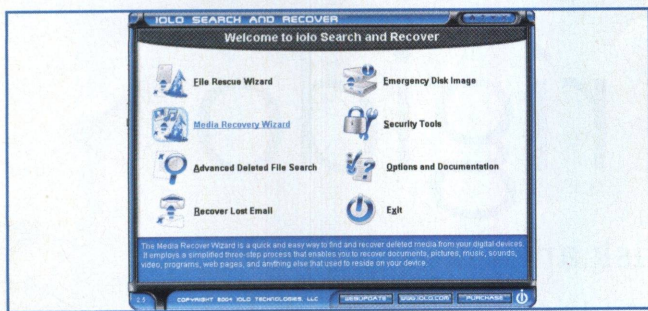 IOLO SEARCH AND RECOVER
Welcome to iolo Search and Recover
File Rescue Wizard
Emergency Disk Image
Media Recovery Wizard
Security Tools
Advanced Deleted File Search
Options and Documentation
Recover Lost Email
Exit
The Media Recover Wizard is a quick and easy way to find and recover deleted media from your digital devices.
It employs a simplified three-step process that enables you to recover documents, pictures, music, sounds,
video, programs, web pages, and anything else that used to reside on your device.
COPYRIGHT 2004 IOLO TECHNOLOGIES, LLC
WEBUPDATE
WWW.IOLO.COM
PURCHASE